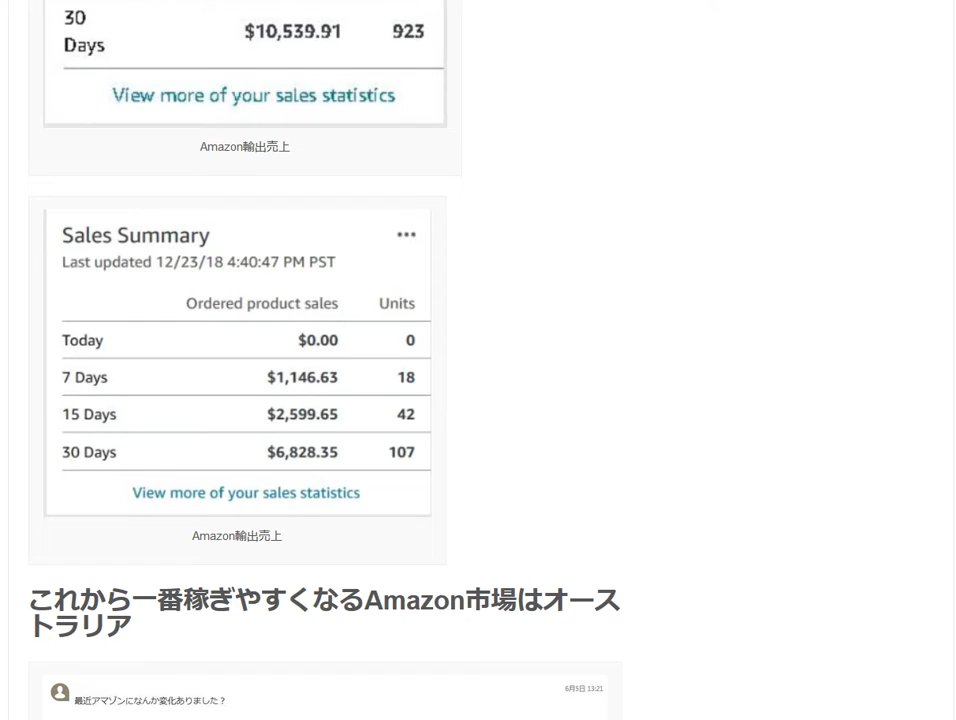 30
Days $10,539.91 923
View more of your sales statistics
Amazon輸出売上
Sales Summary
Last updated 12/23/18 4:40:47 PM PST
Ordered product sales Units
Today $0.00 0
7 Days $1,146.63 18
15 Days $2,599.65 42
30 Days $6,828.35 107
View more of your sales statistics
Amazon輸出売上
これから一番稼ぎやすくなるAmazon市場はオース
トラリア
6月5日 13:21
最近アマゾンになんか変化ありました？